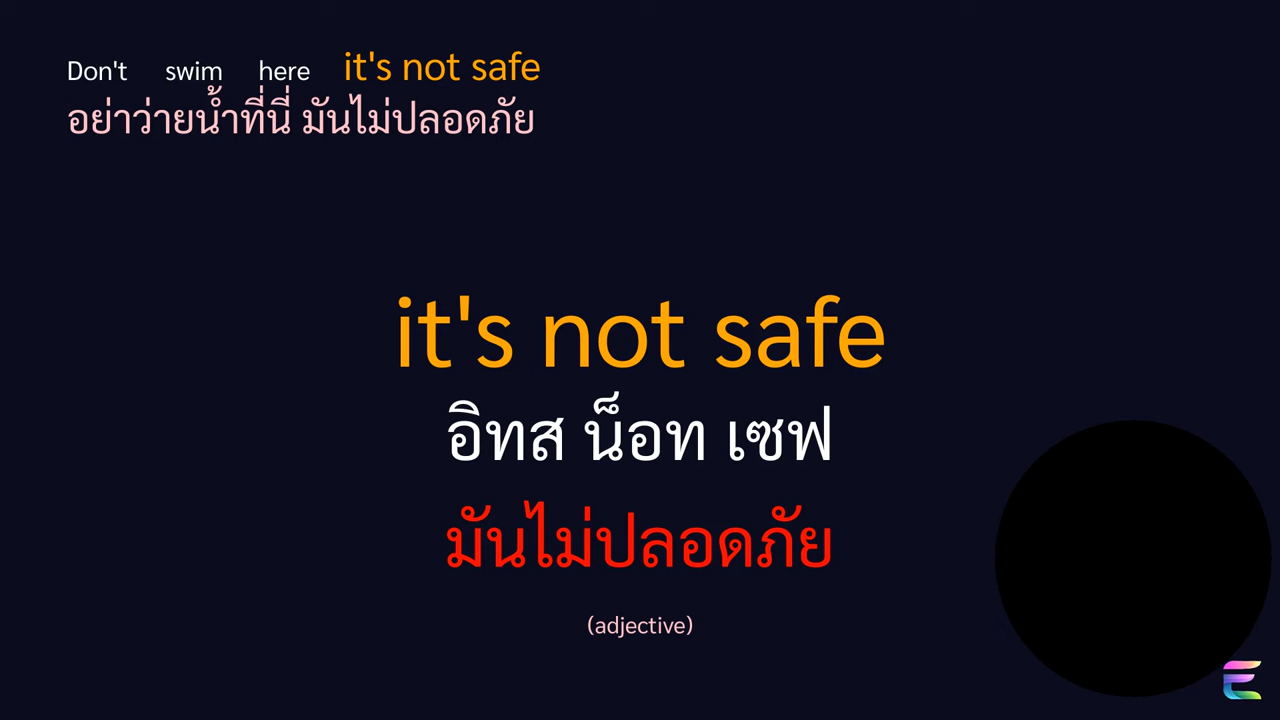 Don't swim here it's not safe
อย่าว่ายน้ำที่นี่ มันไม่ปลอดภัย
it's not safe
อิทส น็อท เซฟ
มันไม่ปลอดภัย
(adjective)